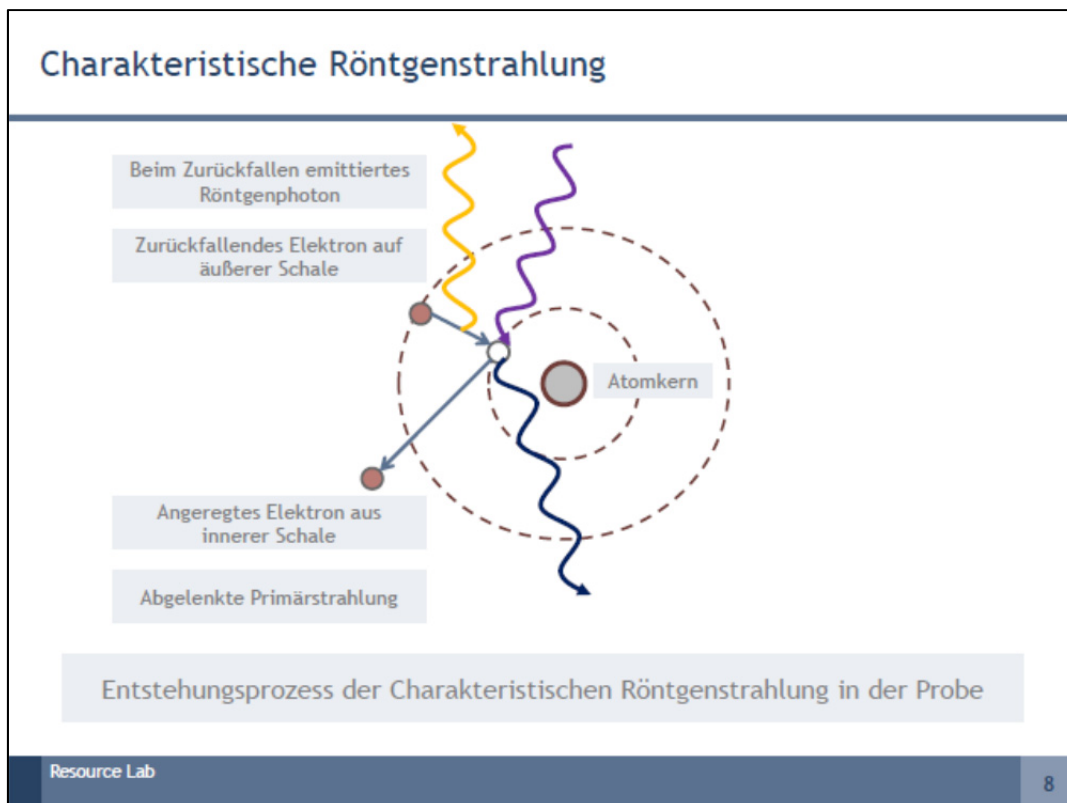 Charakteristische Röntgenstrahlung
Beim Zurückfallen emittiertes
Röntgenphoton
Zurückfallendes Elektron auf
äußerer Schale
Atomkern
Angeregtes Elektron aus
innerer Schale
Abgelenkte Primärstrahlung
Entstehungsprozess der Charakteristischen Röntgenstrahlung in der Probe
Resource Lab
8